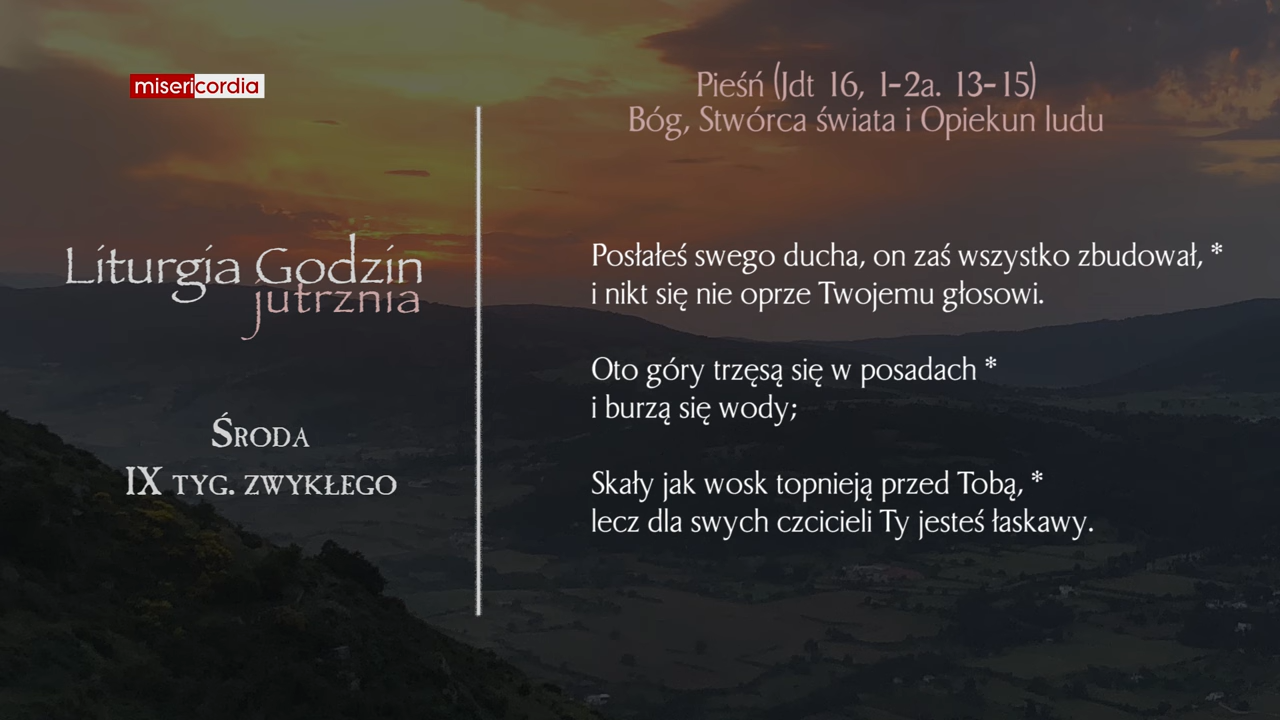 misericordia
Liturgia Godzin
jutrznia
Środa
IX tyg. zwykłego
Pieśń (Jdt 16, 1-2a. 13-15)
Bóg, Stwórca świata i Opiekun ludu
Posłałeś swego ducha, on zaś wszystko zbudował, *
i nikt się nie oprze Twojemu głosowi.
Oto góry trzęsą się w posadach *
i burzą się wody;
Skały jak wosk topnieją przed Tobą, *
lecz dla swych czcicieli Ty jesteś łaskawy.